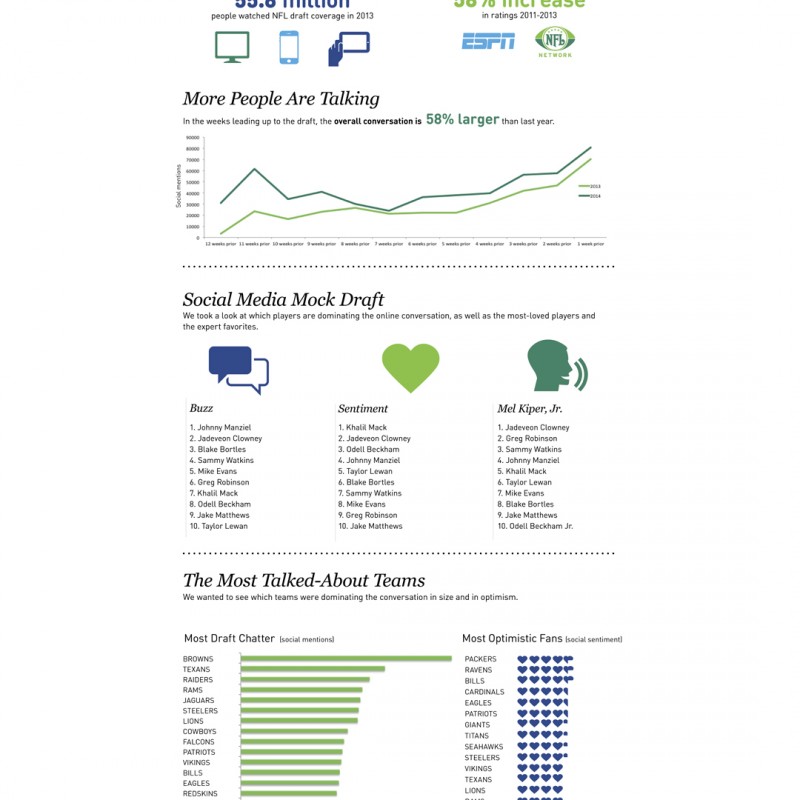 55.8 million
58% increase
people watched NFL draft coverage in 2013
in ratings 2011-2013
ESPN
NFL
NETWORK
More People Are Talking
In the weeks leading up to the draft, the overall conversation is 58% larger than last year.
Social mentions
90000
80000
70000
60000
50000
40000
30000
20000
10000
0
2013
2014
12 weeks prior 11 weeks prior 10 weeks prior 9 weeks prior 8 weeks prior 7 weeks prior 6 weeks prior 5 weeks prior 4 weeks prior 3 weeks prior 2 weeks prior 1 week prior
Social Media Mock Draft
We took a look at which players are dominating the online conversation, as well as the most-loved players and
the expert favorites.
Buzz
1. Johnny Manziel
2. Jadeveon Clowney
3. Blake Bortles
4. Sammy Watkins
5. Mike Evans
6. Greg Robinson
7. Khalil Mack
8. Odell Beckham
9. Jake Matthews
10. Taylor Lewan
Sentiment
1. Khalil Mack
2. Jadeveon Clowney
3. Odell Beckham
4. Johnny Manziel
5. Taylor Lewan
6. Blake Bortles
7. Sammy Watkins
8. Mike Evans
9. Greg Robinson
10. Jake Matthews
Mel Kiper, Jr.
1. Jadeveon Clowney
2. Greg Robinson
3. Sammy Watkins
4. Johnny Manziel
5. Khalil Mack
6. Taylor Lewan
7. Mike Evans
8. Blake Bortles
9. Jake Matthews
10. Odell Beckham Jr.
The Most Talked-About Teams
We wanted to see which teams were dominating the conversation in size and in optimism.
Most Draft Chatter (social mentions)
BROWNS
TEXANS
RAIDERS
RAMS
JAGUARS
STEELERS
LIONS
COWBOYS
FALCONS
PATRIOTS
VIKINGS
BILLS
EAGLES
REDSKINS
Most Optimistic Fans (social sentiment)
PACKERS
RAVENS
BILLS
CARDINALS
EAGLES
PATRIOTS
GIANTS
TITANS
SEAHAWKS
STEELERS
VIKINGS
TEXANS
LIONS